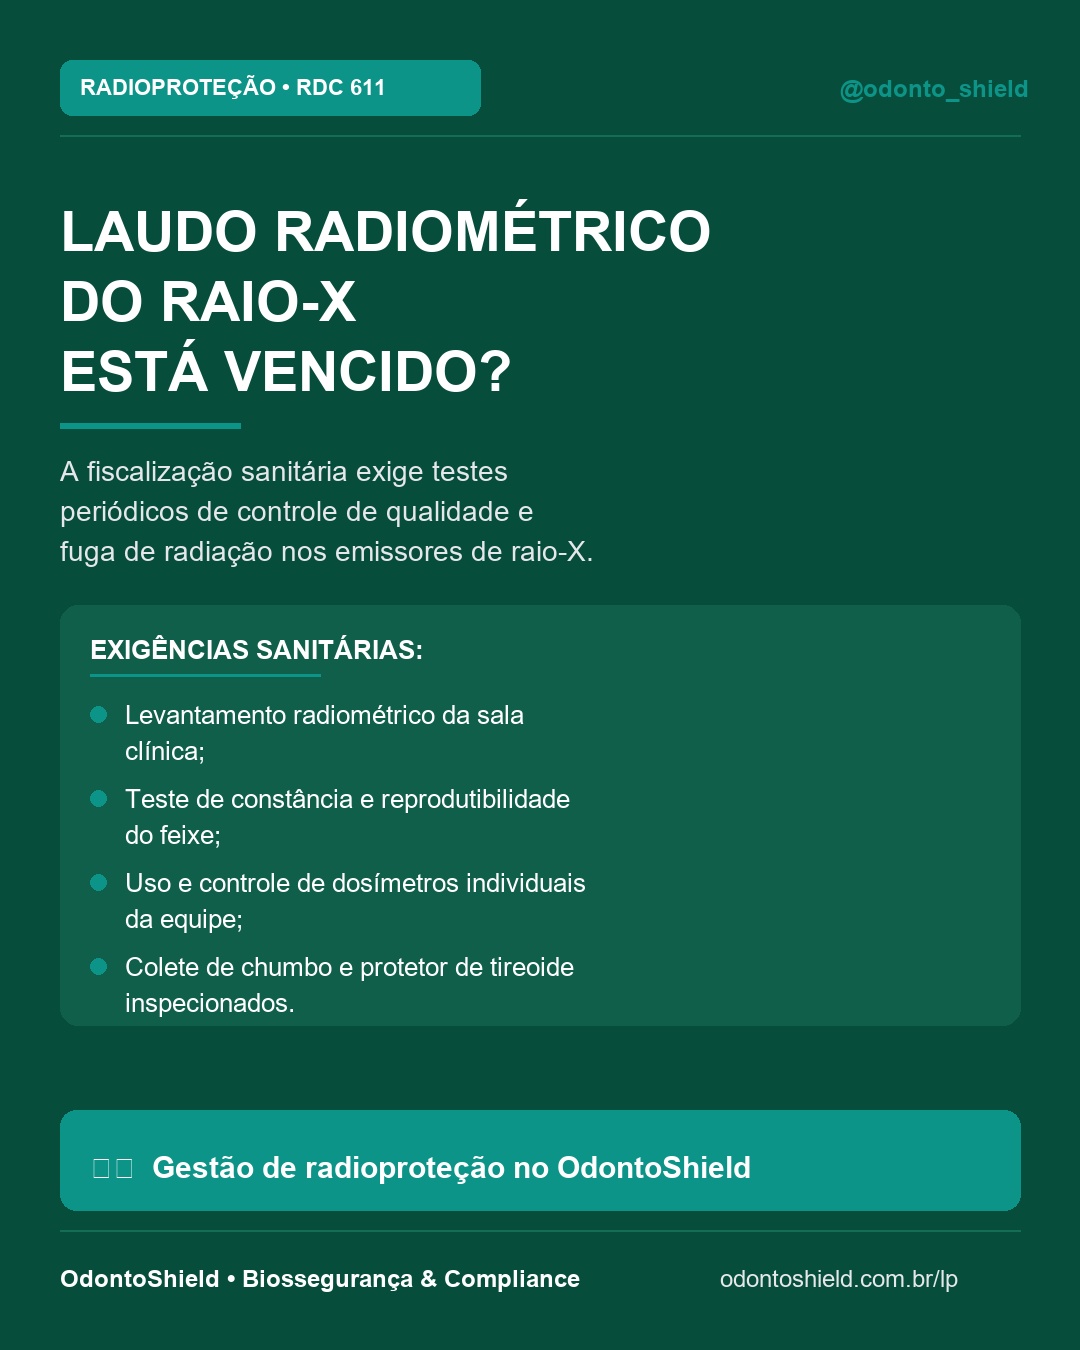 RADIOPROTEÇÃO • RDC 611
@odonto_shield
LAUDO RADIOMÉTRICO
DO RAIO-X
ESTÁ VENCIDO?
A fiscalização sanitária exige testes
periódicos de controle de qualidade e
fuga de radiação nos emissores de raio-X.
EXIGÊNCIAS SANITÁRIAS:
Levantamento radiométrico da sala
clínica;
Teste de constância e reprodutibilidade
do feixe;
Uso e controle de dosímetros individuais
da equipe;
Colete de chumbo e protetor de tireoide
inspecionados.
Gestão de radioproteção no OdontoShield
OdontoShield • Biossegurança & Compliance
odontoshield.com.br/lp